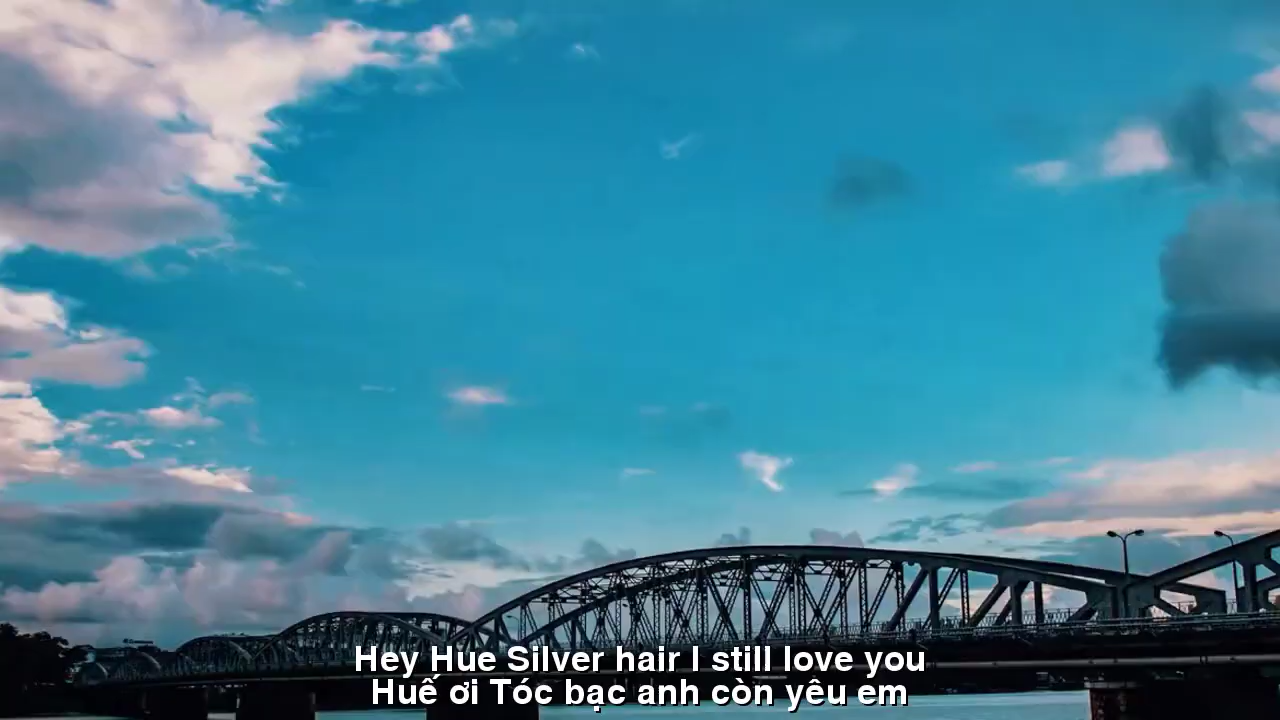 Hey Hue Silver hair I still love you
Huế ơi Tóc bạc anh còn yêu em